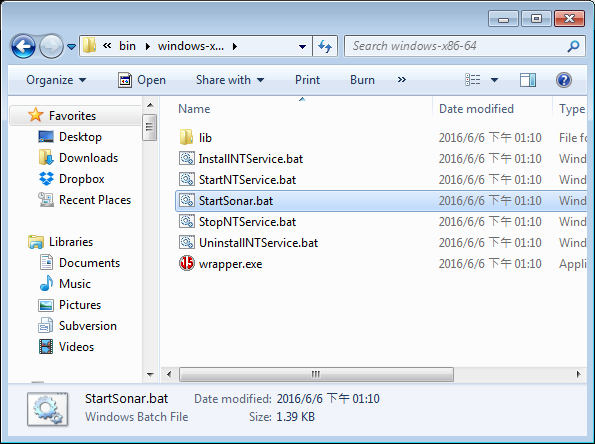 « bin ▸ windows-x... ▸
Search windows-x86-64
Organize Open Share with Print Burn »
Name Date modified Type
Favorites
Desktop
Downloads
Dropbox
Recent Places
Libraries
Documents
Music
Pictures
Subversion
Videos
lib 2016/6/6 下午 01:10 File fo
InstallNTService.bat 2016/6/6 下午 01:10 Wind
StartNTService.bat 2016/6/6 下午 01:10 Wind
StartSonar.bat 2016/6/6 下午 01:10 Wind
StopNTService.bat 2016/6/6 下午 01:10 Wind
UninstallNTService.bat 2016/6/6 下午 01:10 Wind
wrapper.exe 2016/6/6 下午 01:10 Applic
StartSonar.bat Date modified: 2016/6/6 下午 01:10
Windows Batch File Size: 1.39 KB